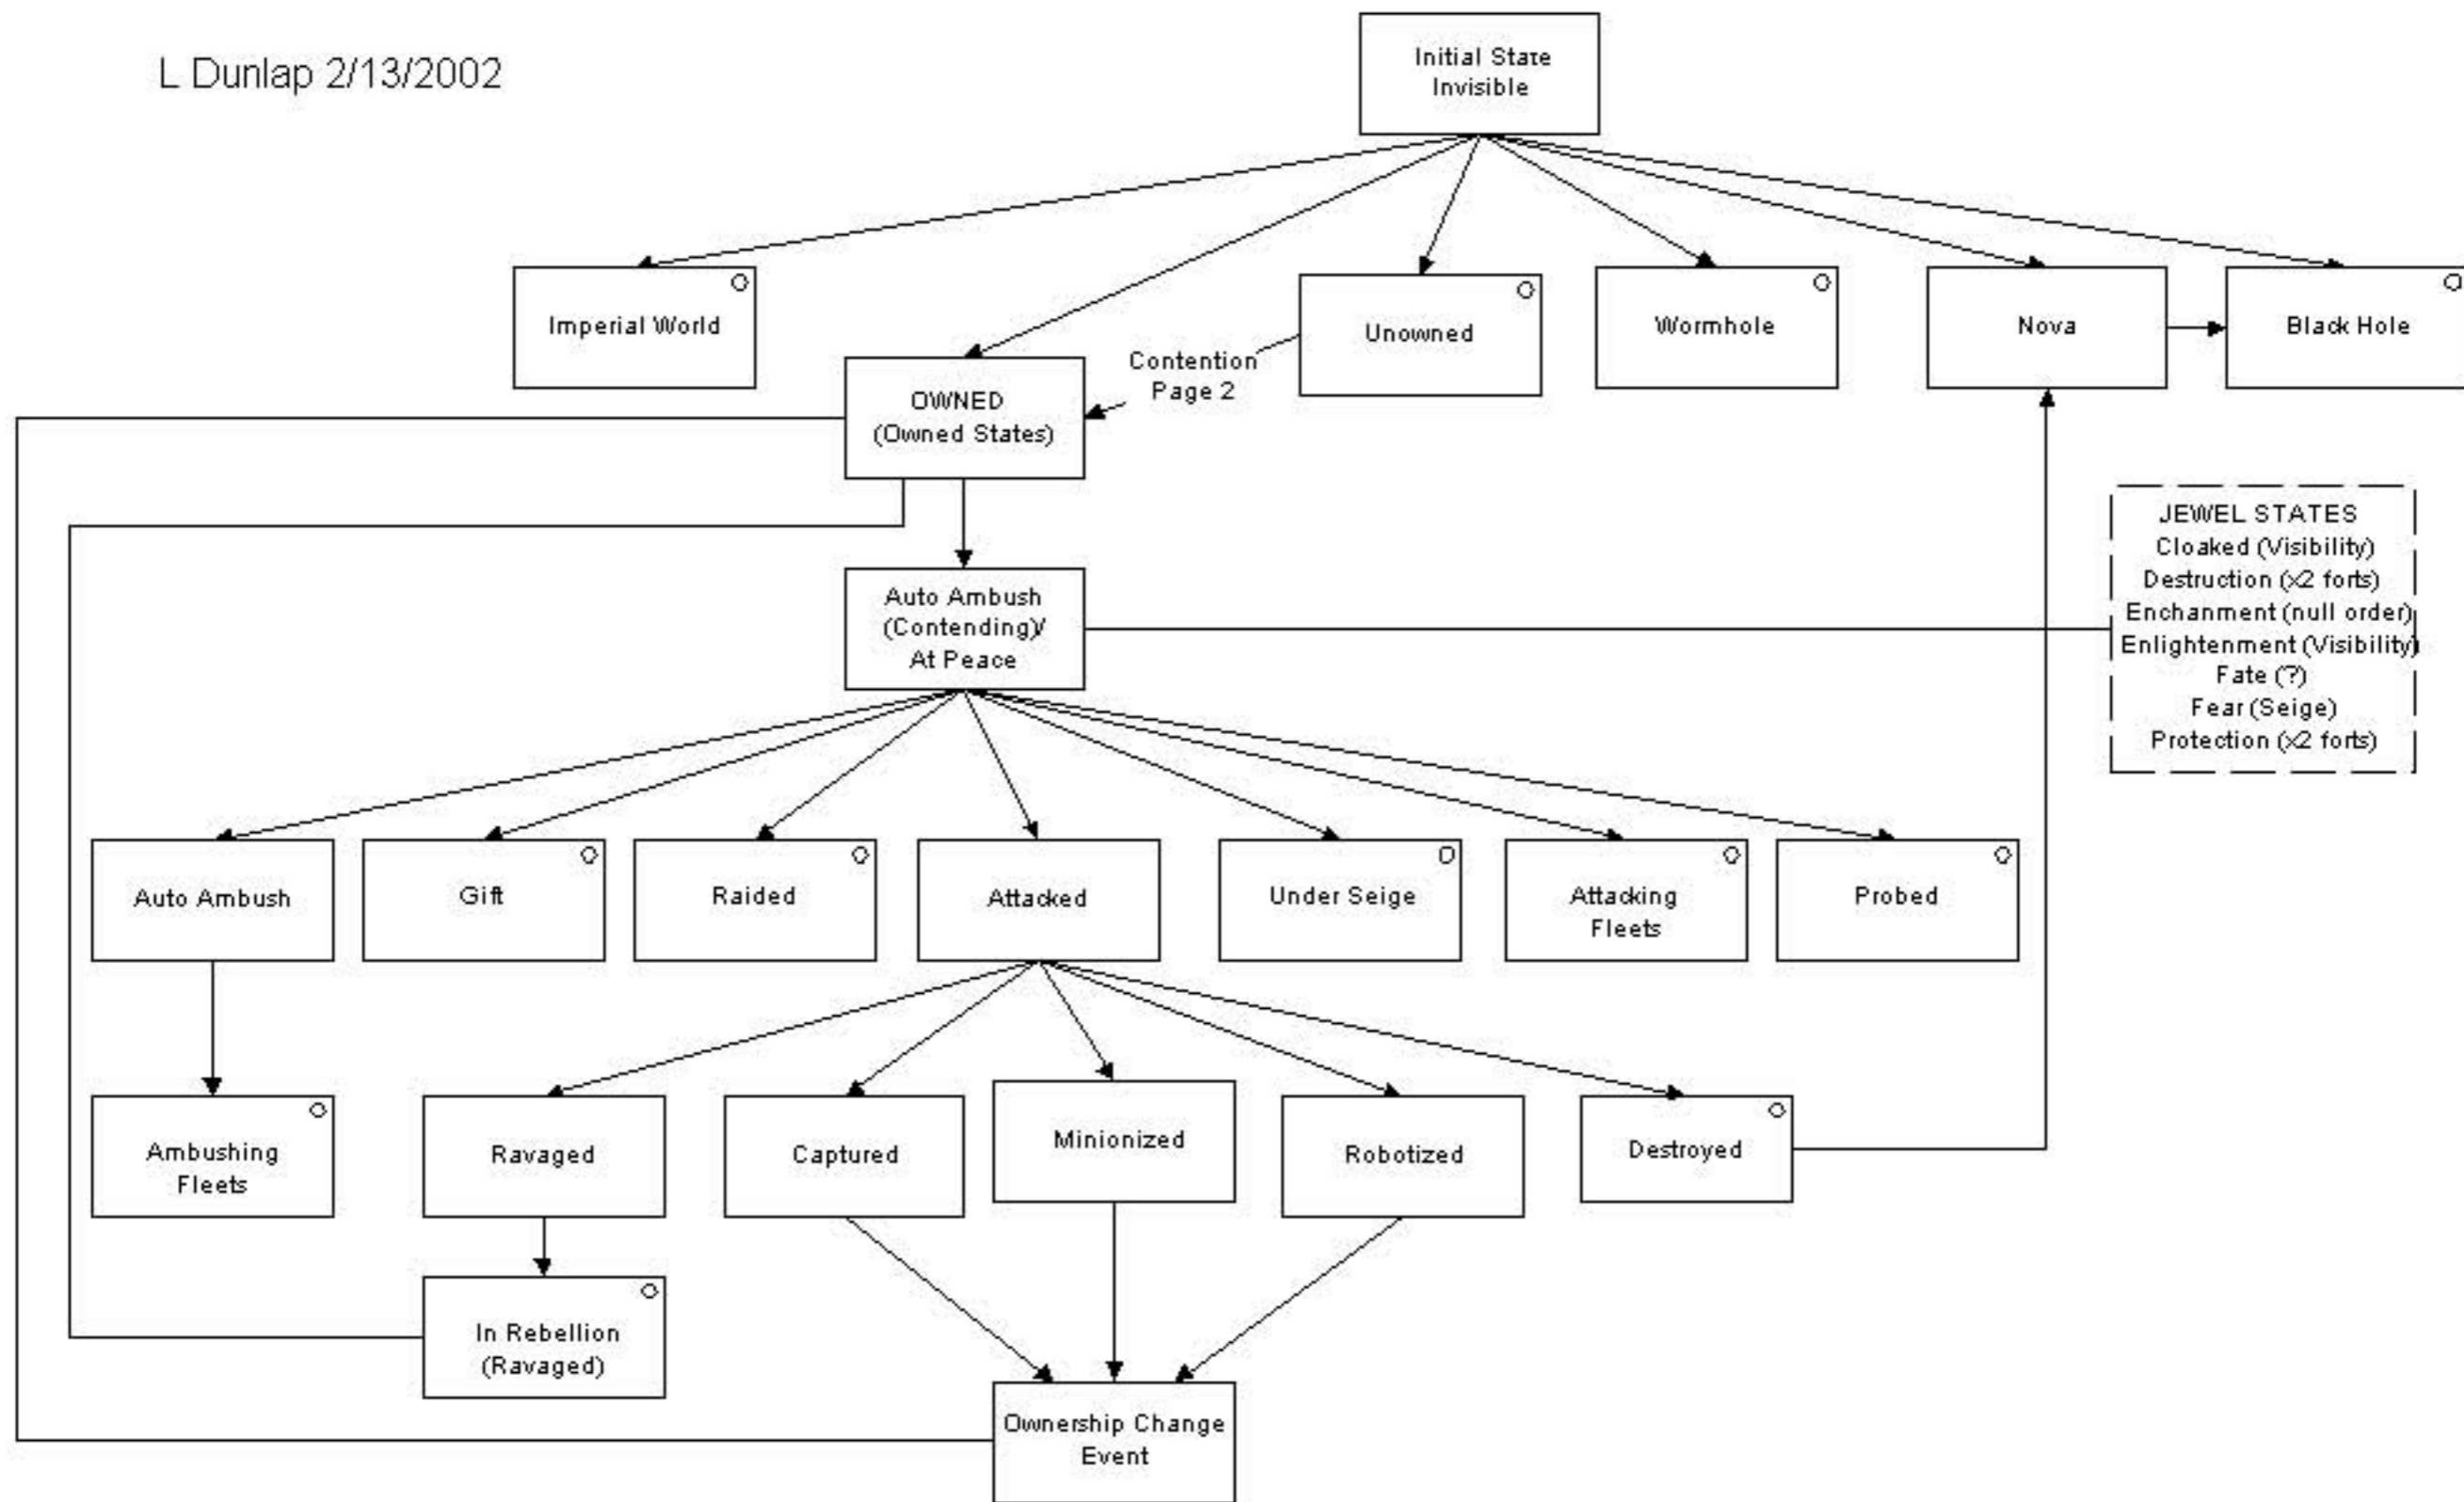 L Dunlap 2/13/2002
Initial State
Invisible
Imperial World
OWNED
(Owned States)
Contention
Page 2
Unowned
Wormhole
Nova
Black Hole
JEWEL STATES
Cloaked (Visibility)
Destruction (x2 forts)
Enchanment (null order)
Enlightenment (Visibility)
Fate (?)
Fear (Seige)
Protection (x2 forts)
Auto Ambush
(Contending)/
At Peace
Auto Ambush
Gift
Raided
Attacked
Under Seige
Attacking
Fleets
Probed
Ambushing
Fleets
Ravaged
Captured
Minionized
Robotized
Destroyed
In Rebellion
(Ravaged)
Ownership Change
Event